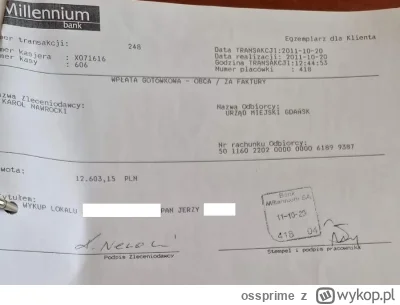 Millennium
bank
Egzemplarz dla Klienta
mer transakcji: 248
mer kasjera : X071616
mer kasy : 606
Data TRANSAKCJI:2011-10-20
Data realizacji: 2011-10-20
Godzina TRANSAKCJI:12:44:53
Numer placówki : 418
WPŁATA GOTÓWKOWA - OBCA / ZA FAKTURY
azwa Zleceniodawcy:
KAROL NAWROCKI
Nazwa Odbiorcy:
URZĄD MIEJSKI GDAŃSK
Nr rachunku Odbiorcy:
50 1160 2202 0000 0000 6189 9387
wota:
12.603,15 PLN
ytułem:
WYKUP LOKALU PAN JERZY
Bank
Millennium SA
11-10-20
418 04
Podpis Zleceniodawcy
Stempel i podpis pracownika
ossprime z wykop.pl